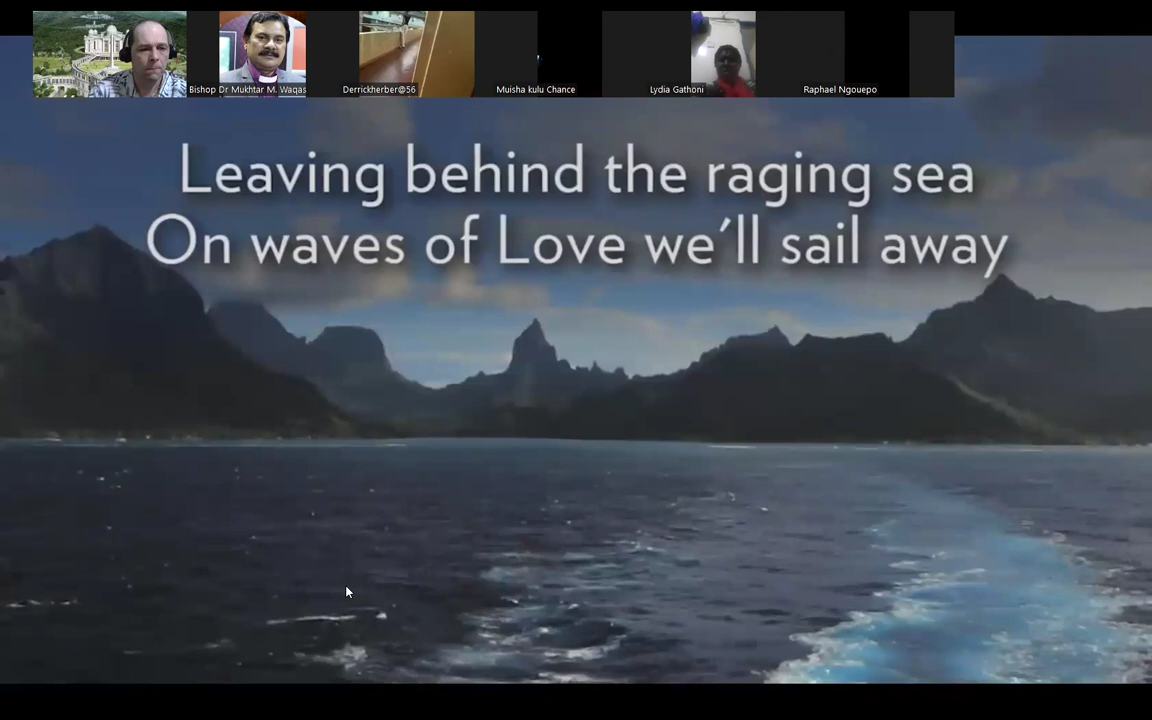 Bishop Dr Mukhtar M. Waqas
Derrickherber@56
Muisha kulu Chance
Lydia Gathoni
Raphael Ngouepo
Leaving behind the raging sea
On waves of Love we'll sail away